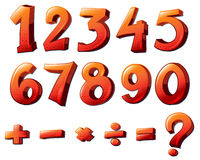 12345
67890
+ - × ÷ = ?